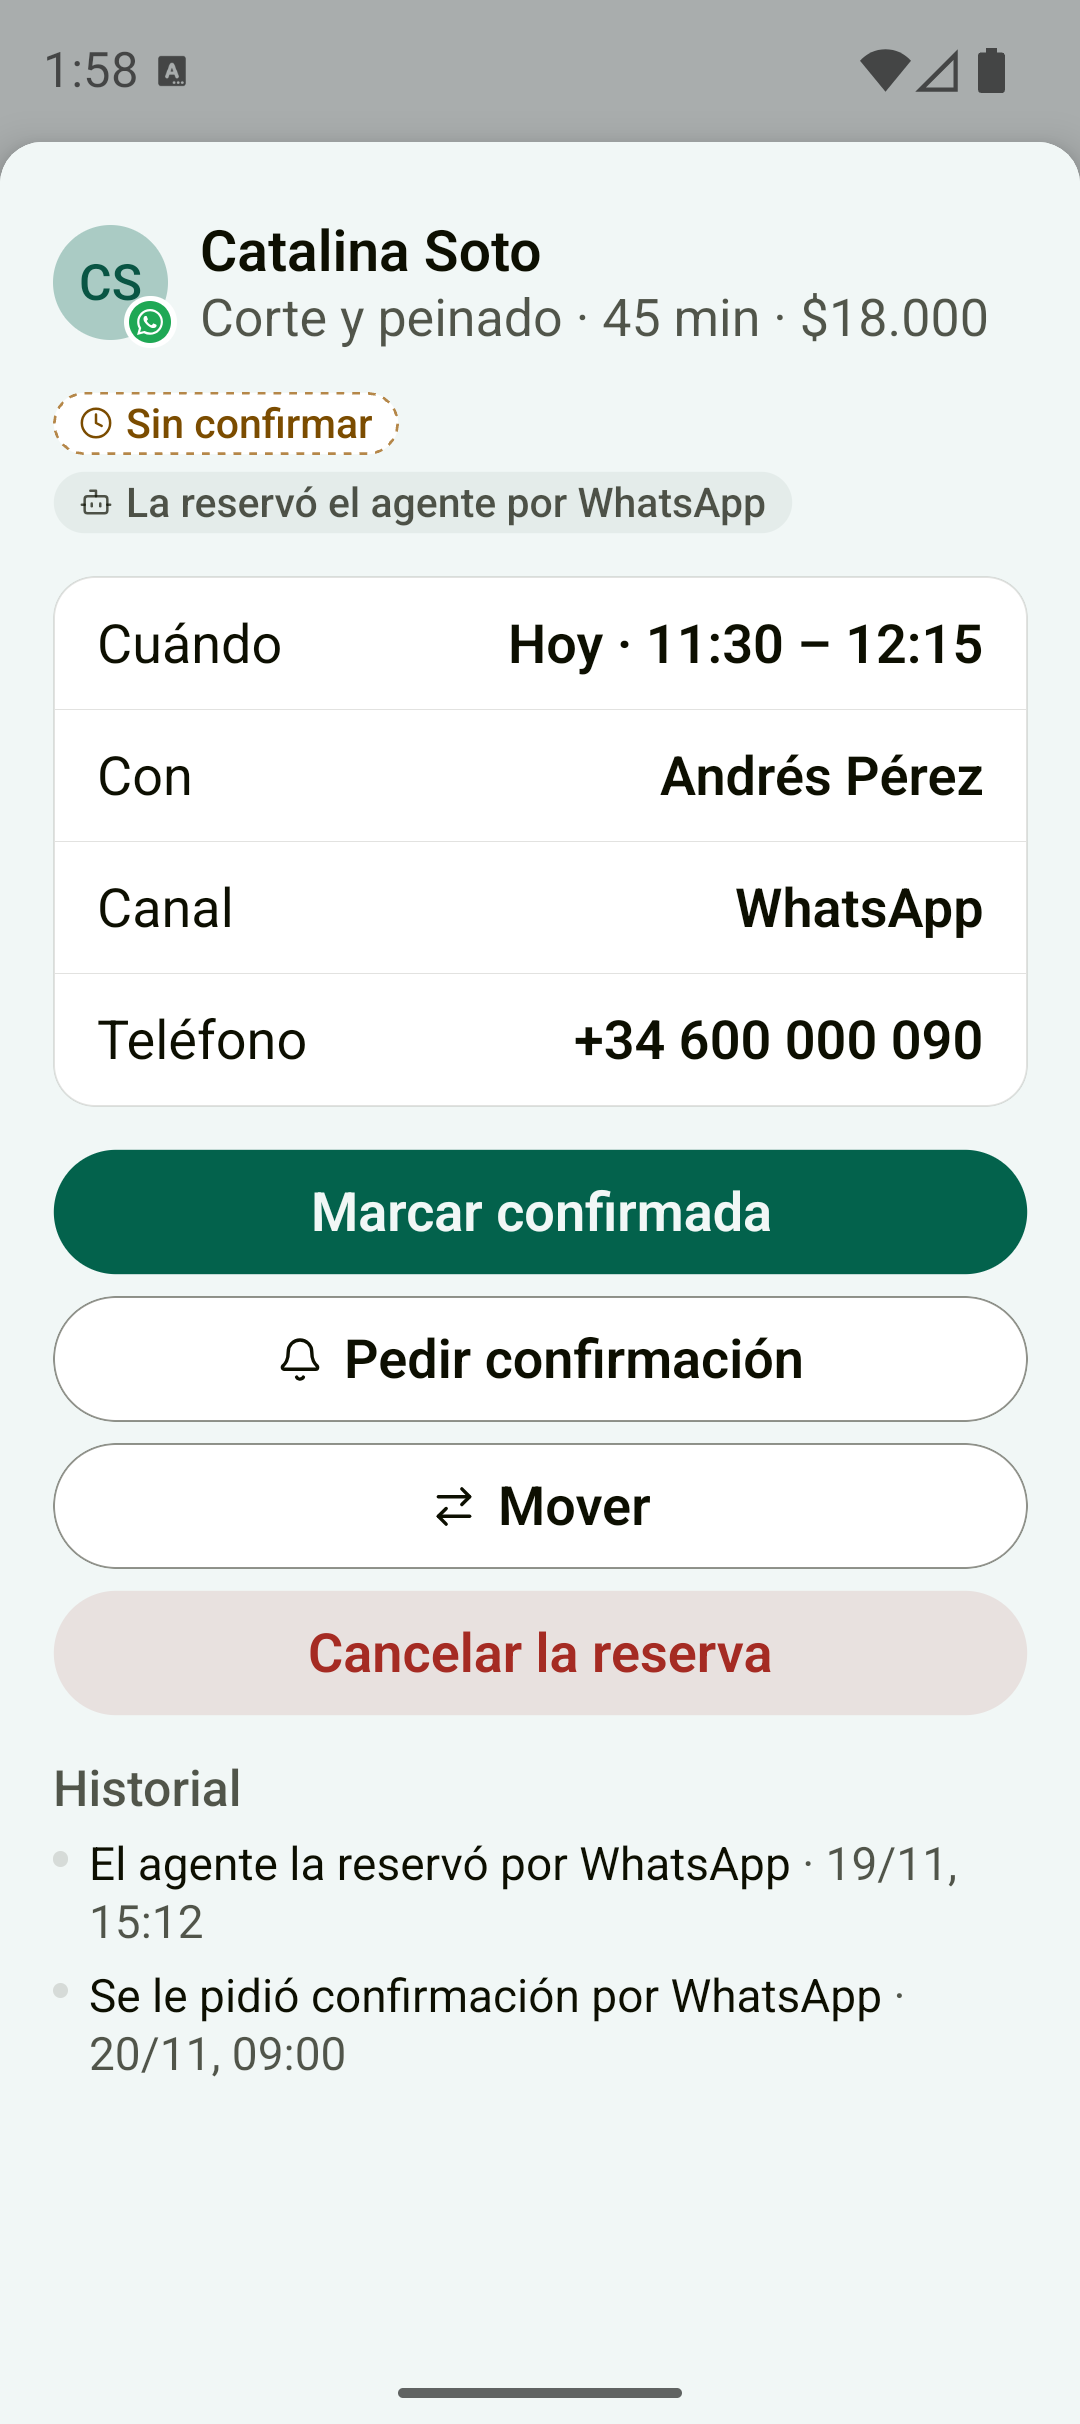 1:58
Catalina Soto
CS
Corte y peinado · 45 min · $18.000
Sin confirmar
La reservó el agente por WhatsApp
Cuándo
Hoy · 11:30 – 12:15
Con
Andrés Pérez
Canal
WhatsApp
Teléfono
+34 600 000 090
Marcar confirmada
Pedir confirmación
Mover
Cancelar la reserva
Historial
El agente la reservó por WhatsApp · 19/11,
15:12
Se le pidió confirmación por WhatsApp ·
20/11, 09:00